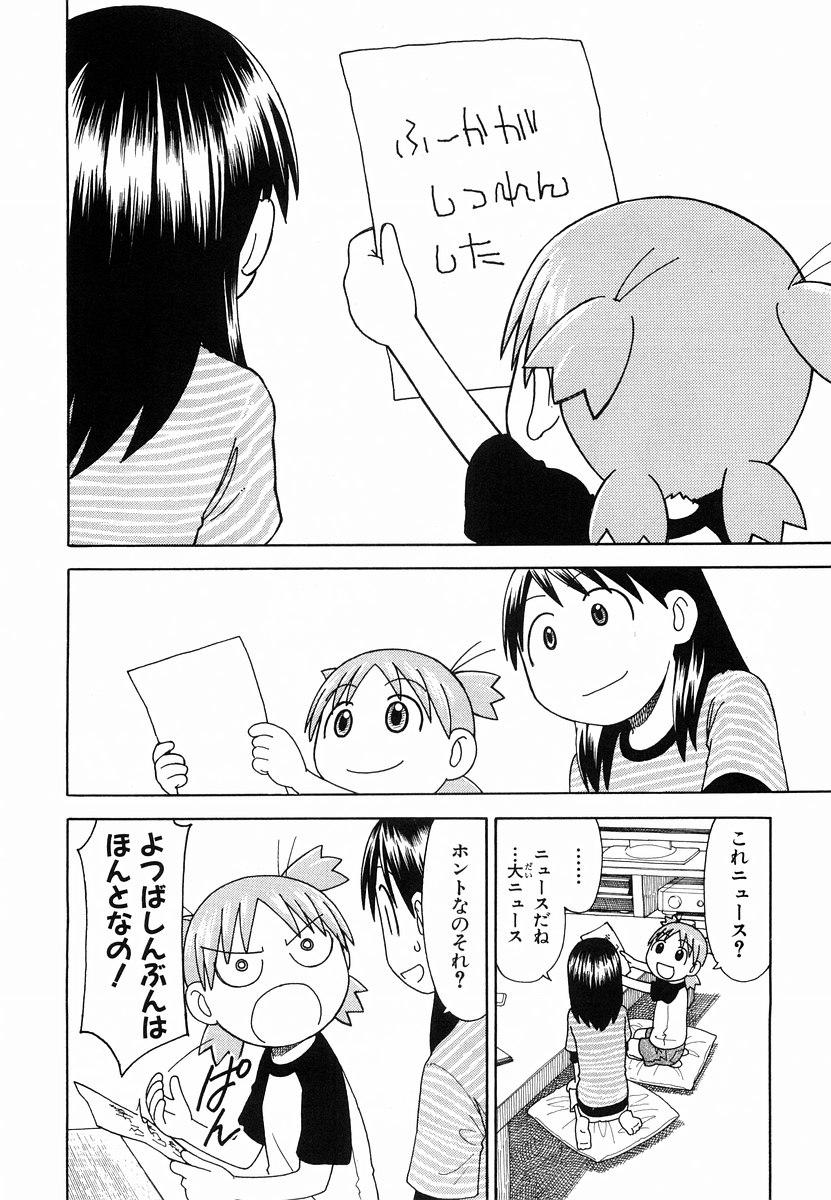 ふーかが
しつれん
した
これニュース?
………
ニュースだね
…大ニュース
だい
ホントなのそれ?
よつばしんぶんは
ほんとなの!
ぱん